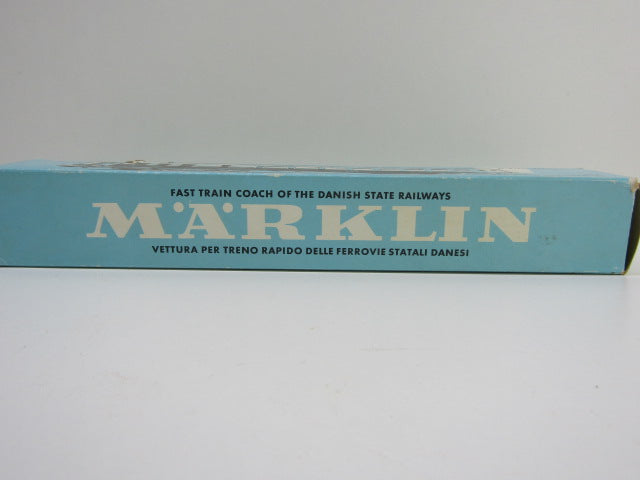 FAST TRAIN COACH OF THE DANISH STATE RAILWAYS
MÄRKLIN
VETTURA PER TRENO RAPIDO DELLE FERROVIE STATALI DANESI